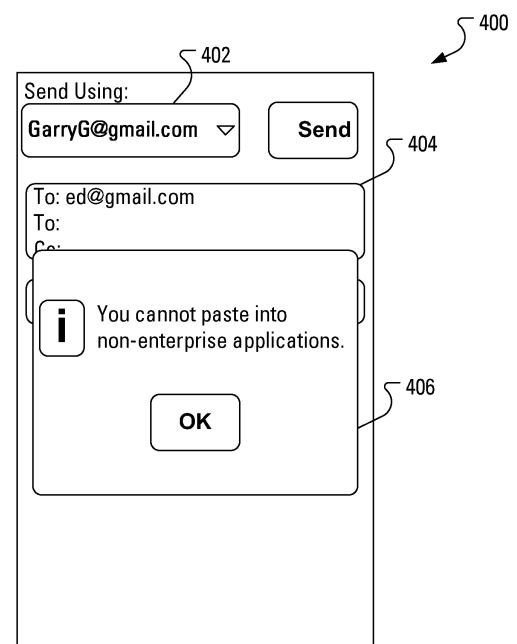 400
402
Send Using:
GarryG@gmail.com
Send
404
To: ed@gmail.com
To:
Cc:
i
You cannot paste into
non-enterprise applications.
406
OK